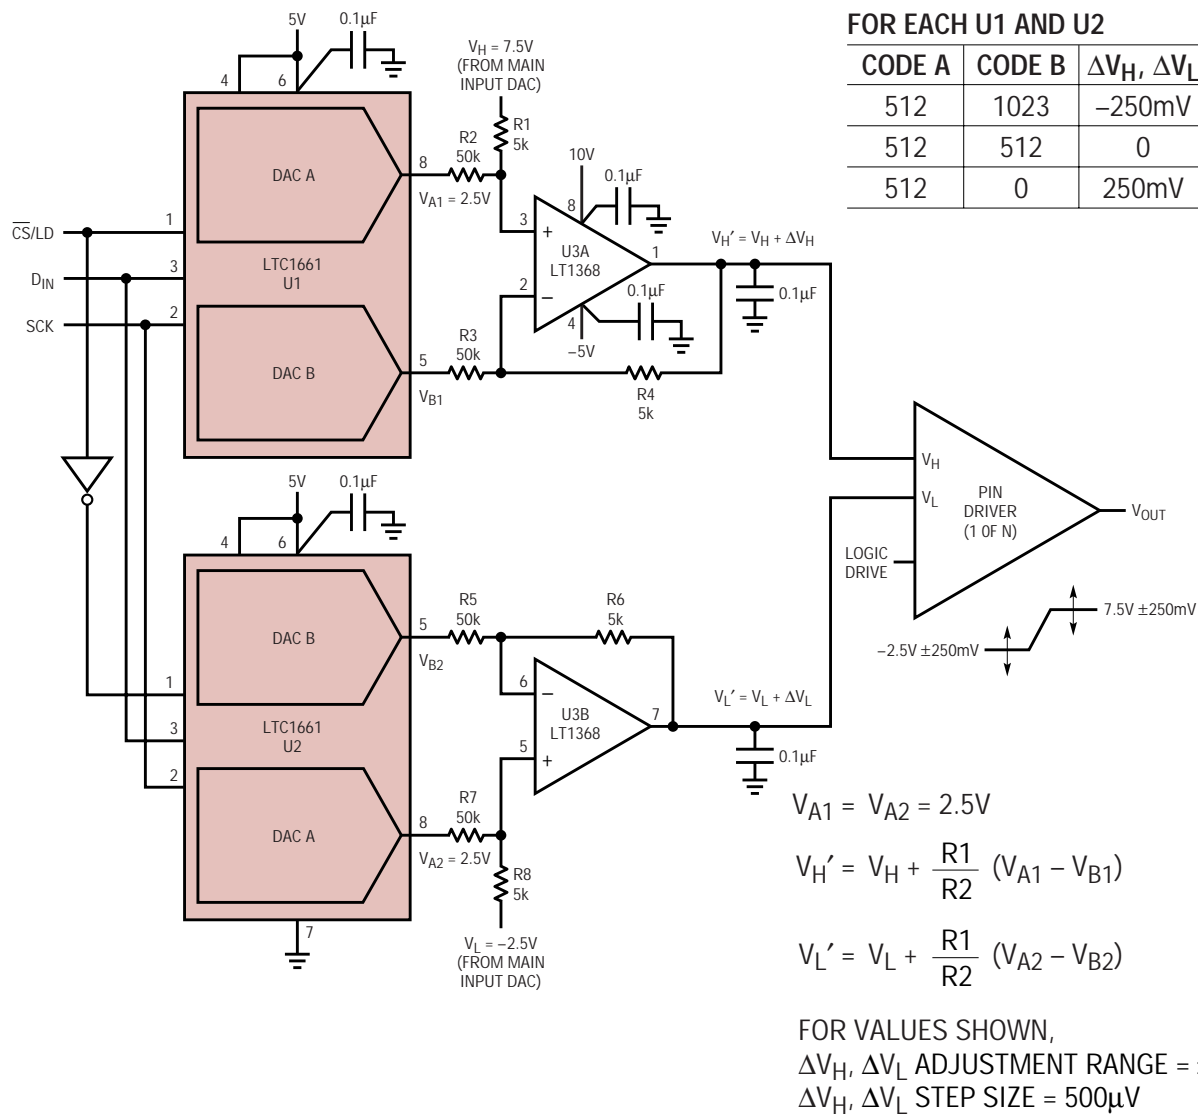 5V
0.1µF
4
6
DAC A
8
V_A1 = 2.5V
R2
50k
V_H = 7.5V
(FROM MAIN
INPUT DAC)
R1
5k
C̅S̅/LD
1
D_IN
3
SCK
2
LTC1661
U1
DAC B
5
V_B1
R3
50k
10V
0.1µF
8
3
+
U3A
LT1368
2
–
1
4
–5V
0.1µF
R4
5k
V_H′ = V_H + ΔV_H
0.1µF
FOR EACH U1 AND U2
CODE A CODE B ΔV_H, ΔV_L
512 1023 –250mV
512 512 0
512 0 250mV
V_H
V_L
PIN
DRIVER
(1 0F N)
LOGIC
DRIVE
V_OUT
7.5V ±250mV
–2.5V ±250mV
5V
0.1µF
4
6
DAC B
5
V_B2
R5
50k
R6
5k
1
3
2
LTC1661
U2
DAC A
8
V_A2 = 2.5V
R7
50k
6
–
U3B
LT1368
5
+
7
R8
5k
V_L = –2.5V
(FROM MAIN
INPUT DAC)
7
V_L′ = V_L + ΔV_L
0.1µF
V_A1 = V_A2 = 2.5V
V_H′ = V_H + R1/R2 (V_A1 – V_B1)
V_L′ = V_L + R1/R2 (V_A2 – V_B2)
FOR VALUES SHOWN,
ΔV_H, ΔV_L ADJUSTMENT RANGE =
ΔV_H, ΔV_L STEP SIZE = 500µV